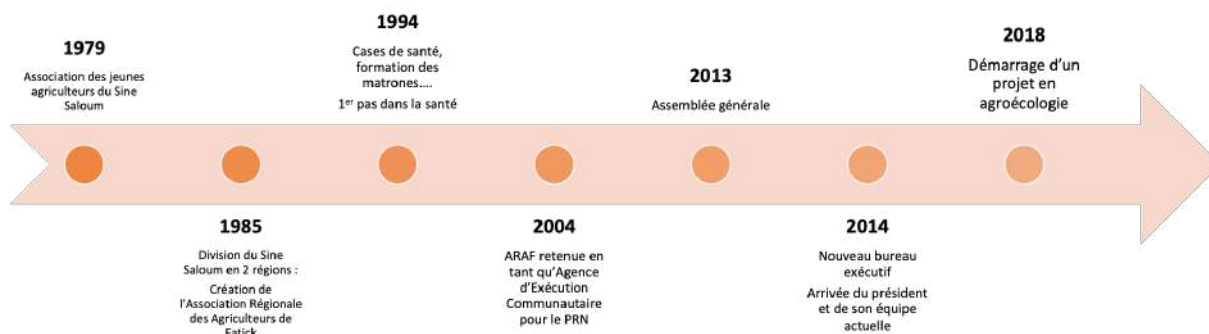 1979
Association des jeunes
agriculteurs du Sine
Saloum
1985
Division du Sine
Saloum en 2 régions :
Création de
l'Association Régionale
des Agriculteurs de
Fatick
1994
Cases de santé,
formation des
matrones....
1er pas dans la santé
2004
ARAF retenue en
tant qu'Agence
d'Exécution
Communautaire
pour le PRN
2013
Assemblée générale
2014
Nouveau bureau
exécutif
Arrivée du président
et de son équipe
actuelle
2018
Démarrage d'un
projet en
agroécologie